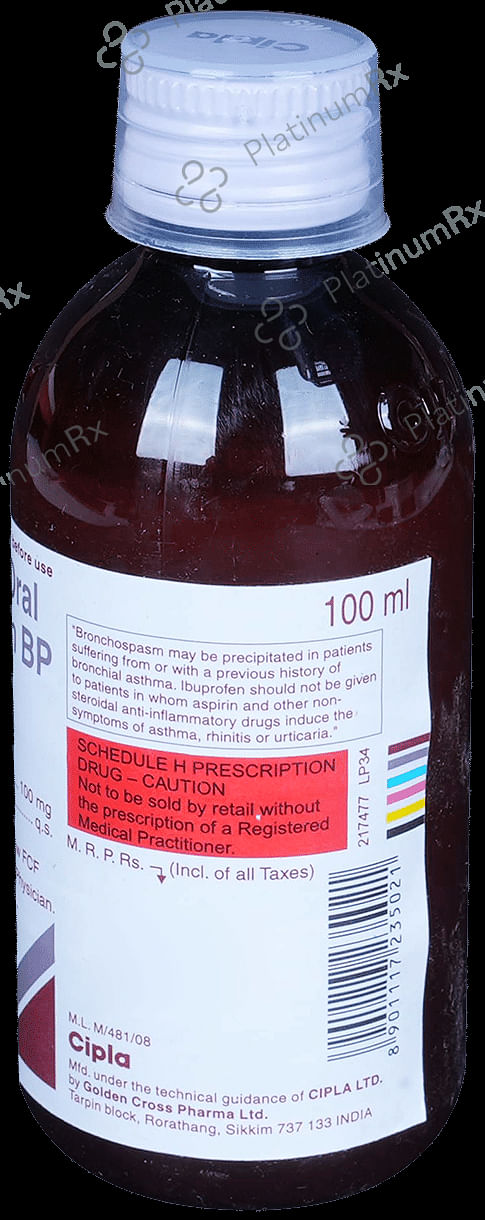 Cipla
PlatinumRx
PlatinumRx
PlatinumRx
PlatinumRx
PlatinumRx
before use
Oral
BP
100 mg
q.s.
FCF
Physician.
100 ml
"Bronchospasm may be precipitated in patients
suffering from or with a previous history of
bronchial asthma. Ibuprofen should not be given
to patients in whom aspirin and other non-
steroidal anti-inflammatory drugs induce the
symptoms of asthma, rhinitis or urticaria."
SCHEDULE H PRESCRIPTION
DRUG – CAUTION
Not to be sold by retail without
the prescription of a Registered
Medical Practitioner.
M. R. P. Rs. (Incl. of all Taxes)
217477 LP34
8 901117 235021
M.L. M/481/08
Cipla
Mfd. under the technical guidance of CIPLA LTD.
by Golden Cross Pharma Ltd.
Tarpin block, Rorathang, Sikkim 737 133 INDIA